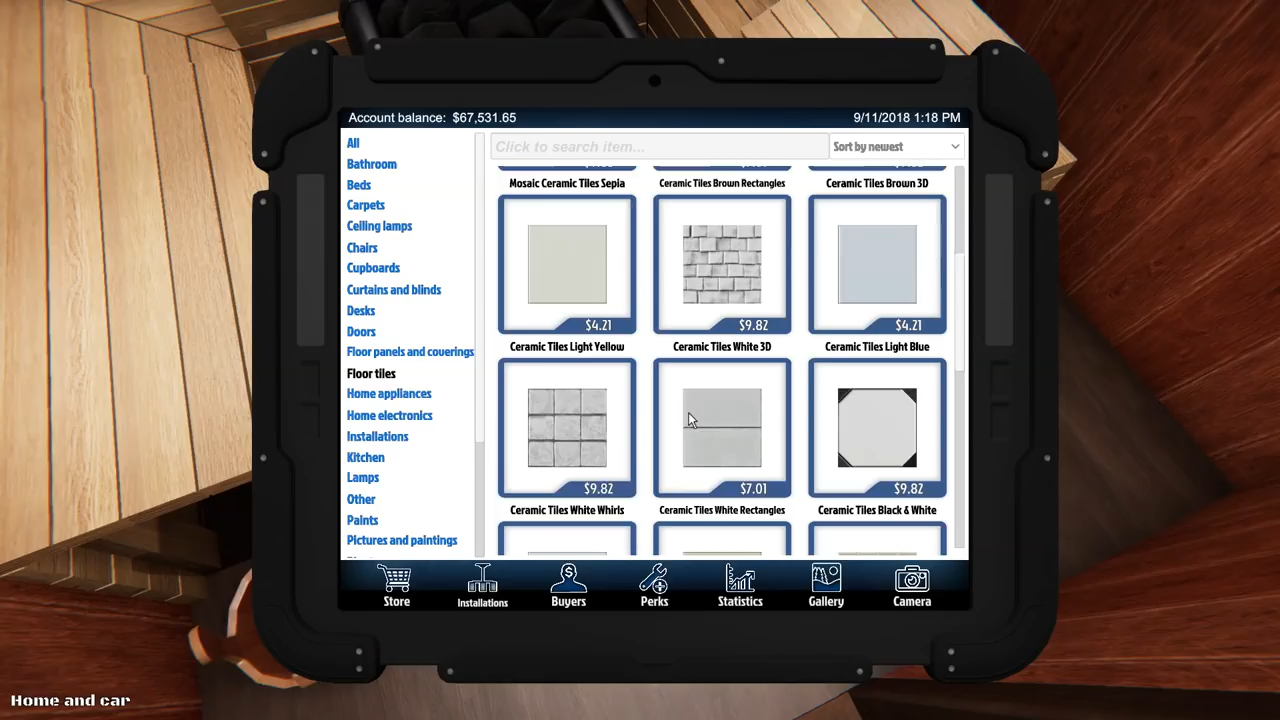 Account balance: $67,531.65
9/11/2018 1:18 PM
All
Bathroom
Beds
Carpets
Ceiling lamps
Chairs
Cupboards
Curtains and blinds
Desks
Doors
Floor panels and coverings
Floor tiles
Home appliances
Home electronics
Installations
Kitchen
Lamps
Other
Paints
Pictures and paintings
Click to search item...
Sort by newest
Mosaic Ceramic Tiles Sepia
Ceramic Tiles Brown Rectangles
Ceramic Tiles Brown 3D
$4.21
$9.82
$4.21
Ceramic Tiles Light Yellow
Ceramic Tiles White 3D
Ceramic Tiles Light Blue
$9.82
$7.01
$9.82
Ceramic Tiles White Whirls
Ceramic Tiles White Rectangles
Ceramic Tiles Black & White
Store
Installations
Buyers
Perks
Statistics
Gallery
Camera
Home and car